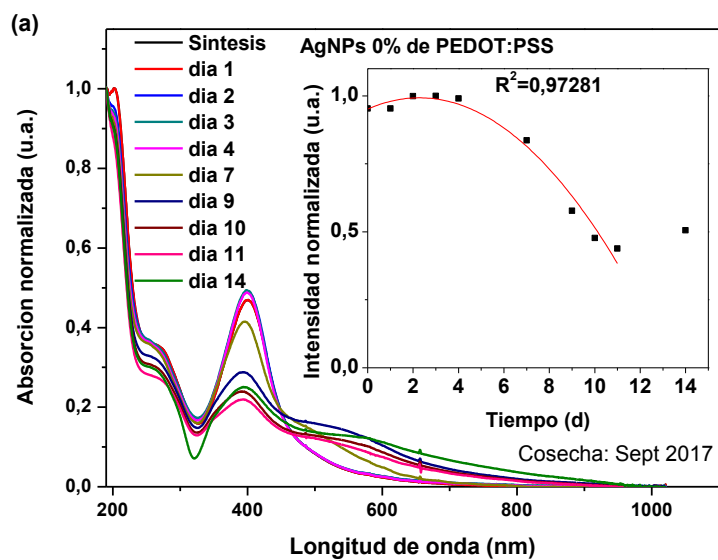 (a)
Sintesis
dia 1
dia 2
dia 3
dia 4
dia 7
dia 9
dia 10
dia 11
dia 14
AgNPs 0% de PEDOT:PSS
R²=0,97281
1,0
0,5
0,0
Intensidad normalizada (u.a.)
0 2 4 6 8 10 12 14
Tiempo (d)
Cosecha: Sept 2017
1,0
0,8
0,6
0,4
0,2
0,0
Absorcion normalizada (u.a.)
200 400 600 800 1000
Longitud de onda (nm)